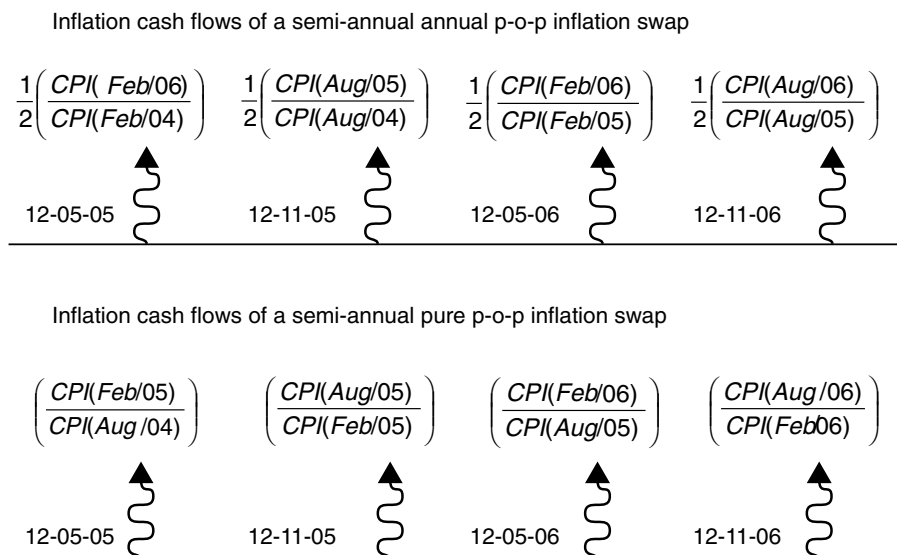 Inflation cash flows of a semi-annual annual p-o-p inflation swap
1/2 (CPI( Feb/06) / CPI(Feb/04)) 1/2 (CPI(Aug/05) / CPI(Aug/04)) 1/2 (CPI(Feb/06) / CPI(Feb/05)) 1/2 (CPI(Aug/06) / CPI(Aug/05))
12-05-05 12-11-05 12-05-06 12-11-06
Inflation cash flows of a semi-annual pure p-o-p inflation swap
(CPI(Feb/05) / CPI(Aug /04)) (CPI(Aug/05) / CPI(Feb/05)) (CPI(Feb/06) / CPI(Aug/05)) (CPI(Aug /06) / CPI(Feb/06))
12-05-05 12-11-05 12-05-06 12-11-06